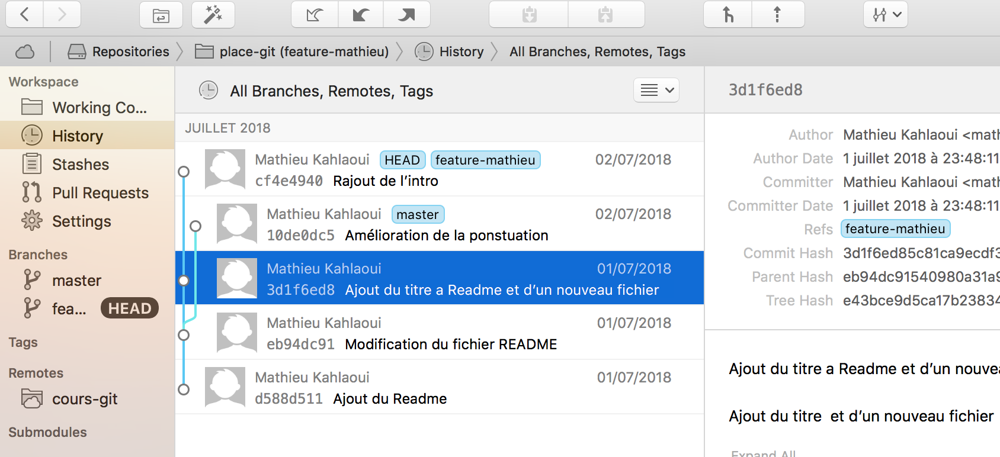 Repositories
place-git (feature-mathieu)
History
All Branches, Remotes, Tags
Workspace
Working Co...
History
Stashes
Pull Requests
Settings
Branches
master
fea... HEAD
Tags
Remotes
cours-git
Submodules
All Branches, Remotes, Tags
JUILLET 2018
Mathieu Kahlaoui HEAD feature-mathieu 02/07/2018
cf4e4940 Rajout de l’intro
Mathieu Kahlaoui master 02/07/2018
10de0dc5 Amélioration de la ponstuation
Mathieu Kahlaoui 01/07/2018
3d1f6ed8 Ajout du titre a Readme et d’un nouveau fichier
Mathieu Kahlaoui 01/07/2018
eb94dc91 Modification du fichier README
Mathieu Kahlaoui 01/07/2018
d588d511 Ajout du Readme
3d1f6ed8
Author Mathieu Kahlaoui <math
Author Date 1 juillet 2018 à 23:48:11
Committer Mathieu Kahlaoui <math
Committer Date 1 juillet 2018 à 23:48:11
Refs feature-mathieu
Commit Hash 3d1f6ed85c81ca9ecdf3
Parent Hash eb94dc91540980a31a9
Tree Hash e43bce9d5ca17b23834
Ajout du titre a Readme et d’un nouvea
Ajout du titre  et d’un nouveau fichier
Expand All